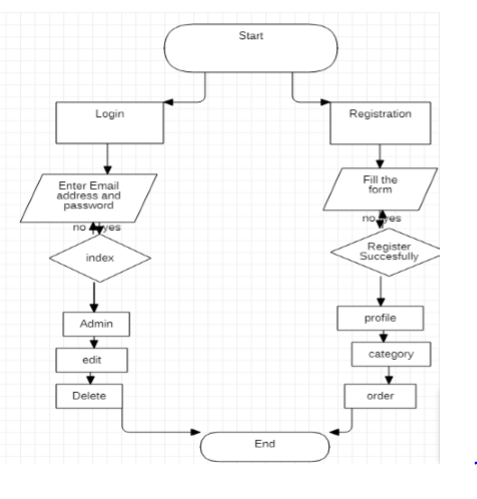 Start
Login
Registration
Enter Email
address and
password
Fill the
form
no yes
no yes
index
Register
Succesfully
Admin
profile
edit
category
Delete
order
End